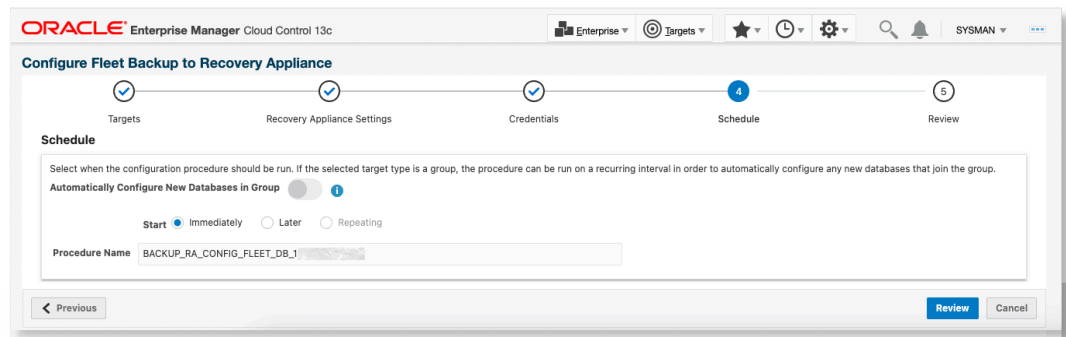 ORACLE® Enterprise Manager Cloud Control 13c Enterprise Targets SYSMAN
Configure Fleet Backup to Recovery Appliance
4 5
Targets Recovery Appliance Settings Credentials Schedule Review
Schedule
Select when the configuration procedure should be run. If the selected target type is a group, the procedure can be run on a recurring interval in order to automatically configure any new databases that join the group.
Automatically Configure New Databases in Group i
Start Immediately Later Repeating
Procedure Name BACKUP_RA_CONFIG_FLEET_DB_1
Previous Review Cancel